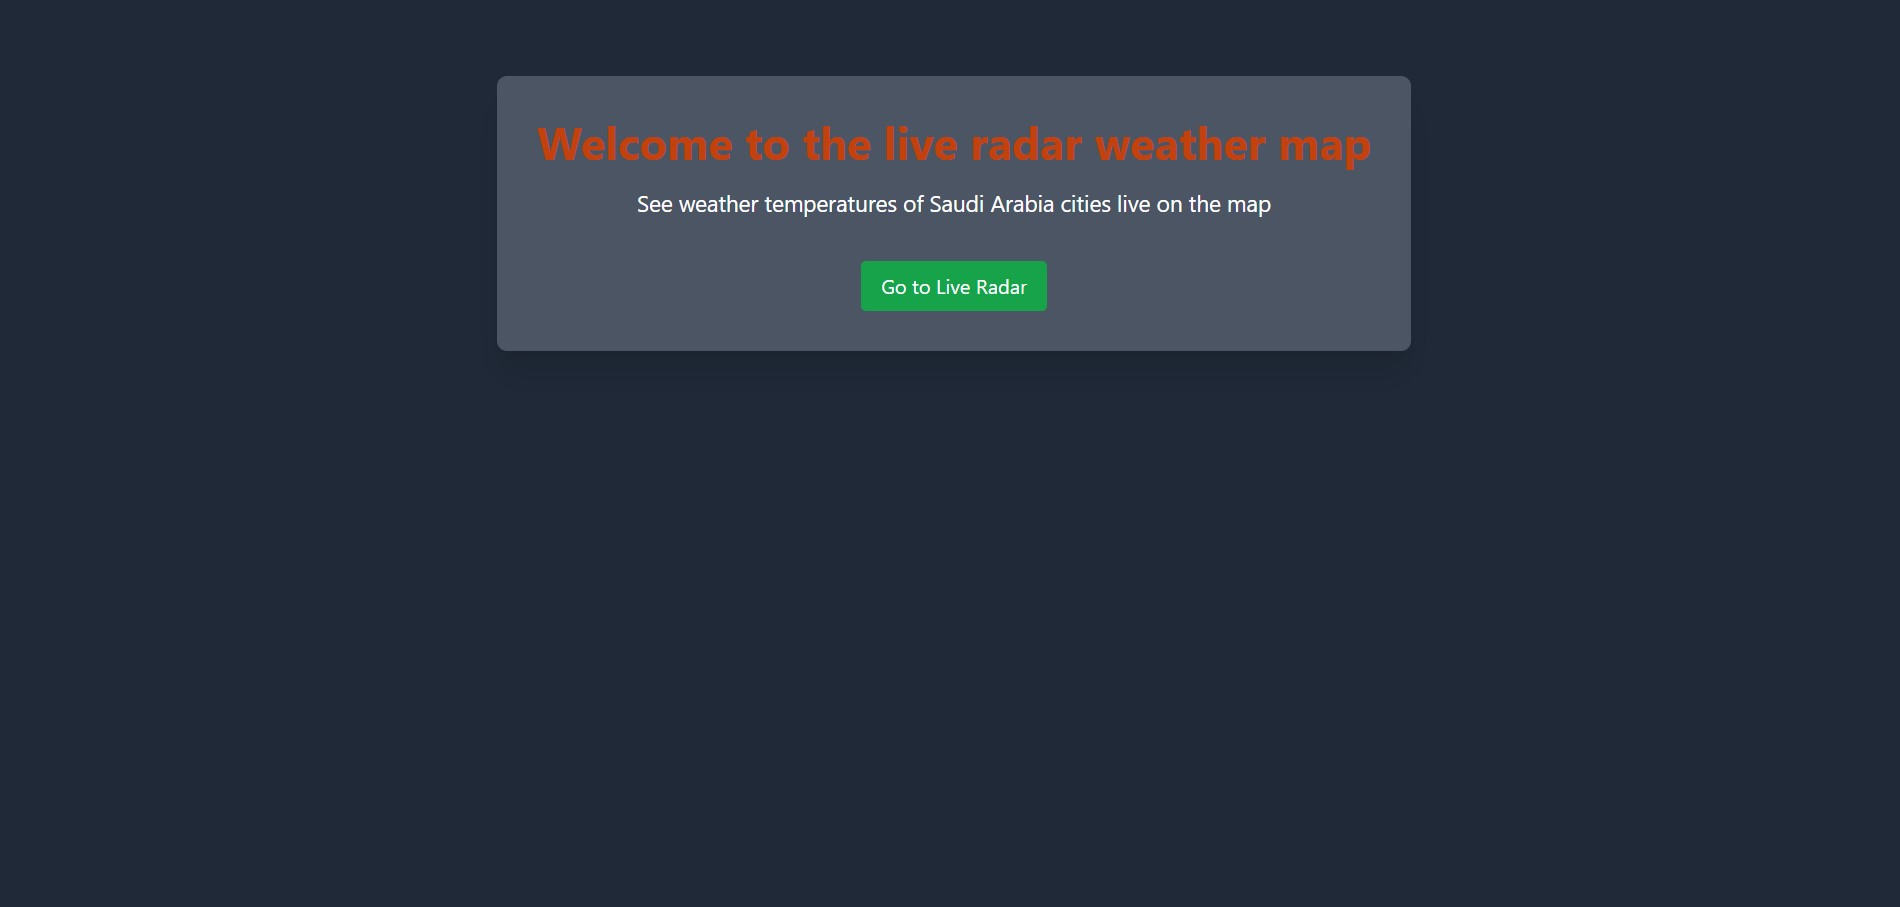 Welcome to the live radar weather map
See weather temperatures of Saudi Arabia cities live on the map
Go to Live Radar